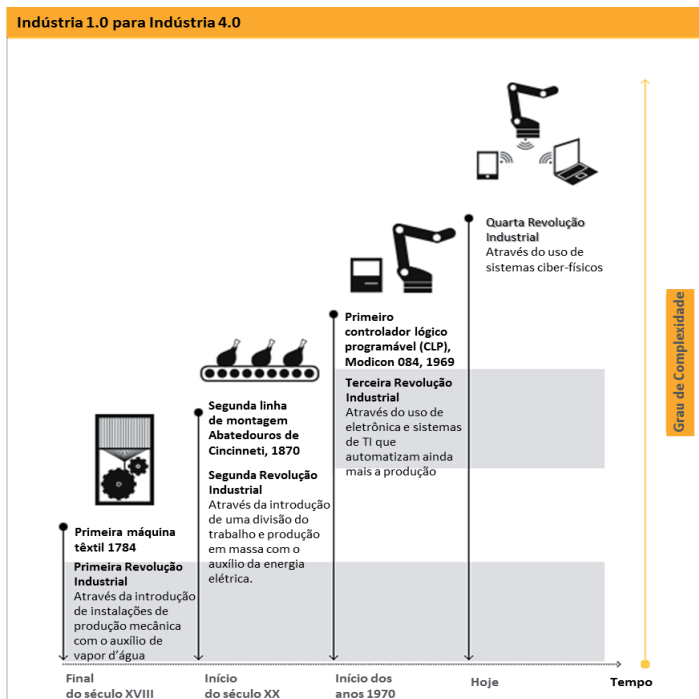 Indústria 1.0 para Indústria 4.0
Quarta Revolução
Industrial
Através do uso de
sistemas ciber-físicos
Primeiro
controlador lógico
programável (CLP),
Modicon 084, 1969
Terceira Revolução
Industrial
Através do uso de
eletrônica e sistemas
de TI que
automatizam ainda
mais a produção
Segunda linha
de montagem
Abatedouros de
Cincinneti, 1870
Segunda Revolução
Industrial
Através da introdução
de uma divisão do
trabalho e produção
em massa com o
auxílio da energia
elétrica.
Primeira máquina
têxtil 1784
Primeira Revolução
Industrial
Através da introdução
de instalações de
produção mecânica
com o auxílio de
vapor d’água
Grau de Complexidade
Final
do século XVIII
Início
do século XX
Início dos
anos 1970
Hoje
Tempo